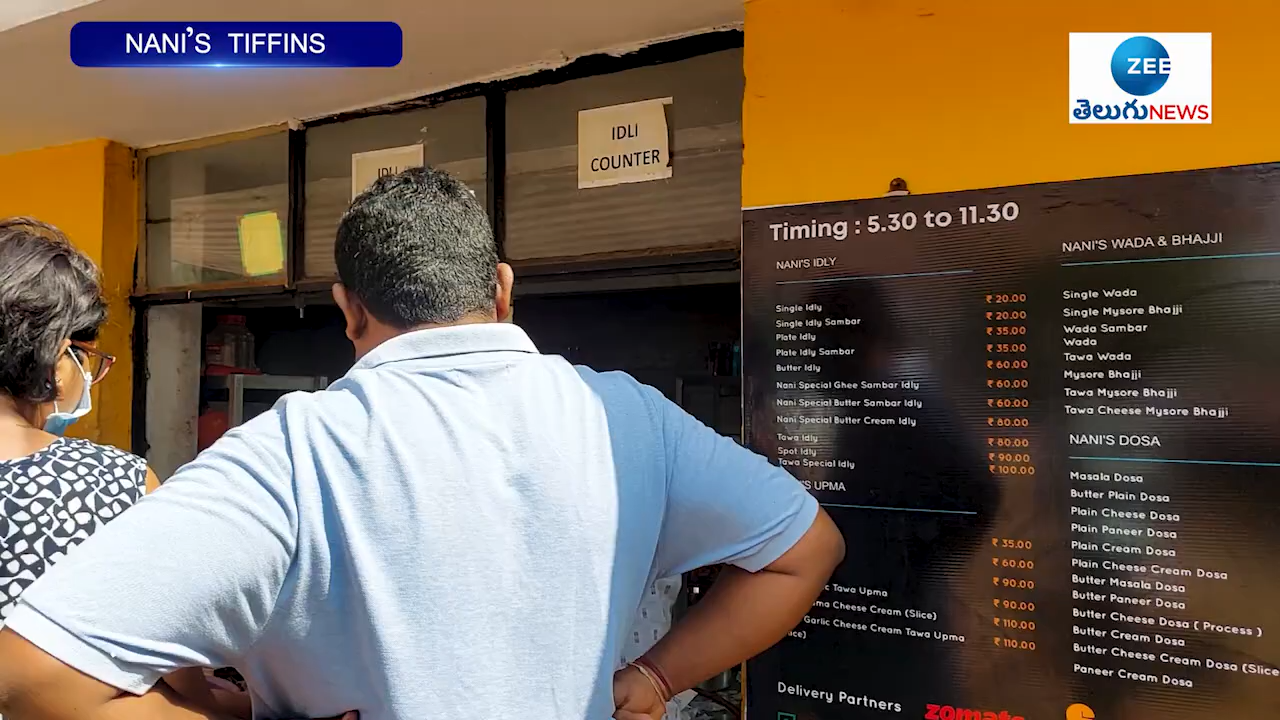 NANI'S TIFFINS
ZEE
తెలుగు NEWS
IDLI
COUNTER
IDLI
Timing : 5.30 to 11.30
NANI'S IDLY
Single Idly ₹ 20.00
Single Idly Sambar ₹ 20.00
Plate Idly ₹ 35.00
Plate Idly Sambar ₹ 35.00
Butter Idly ₹ 60.00
Nani Special Ghee Sambar Idly ₹ 60.00
Nani Special Butter Sambar Idly ₹ 60.00
Nani Special Butter Cream Idly ₹ 80.00
Tawa Idly ₹ 80.00
Spot Idly ₹ 90.00
Tawa Special Idly ₹ 100.00
UPMA
₹ 35.00
₹ 60.00
₹ 90.00
Tawa Upma ₹ 90.00
Cheese Cream (Slice) ₹ 110.00
Garlic Cheese Cream Tawa Upma ₹ 110.00
Delivery Partners
zomato
NANI'S WADA & BHAJJI
Single Wada
Single Mysore Bhajji
Wada Sambar
Wada
Tawa Wada
Mysore Bhajji
Tawa Mysore Bhajji
Tawa Cheese Mysore Bhajji
NANI'S DOSA
Masala Dosa
Butter Plain Dosa
Plain Cheese Dosa
Plain Paneer Dosa
Plain Cream Dosa
Plain Cheese Cream Dosa
Butter Masala Dosa
Butter Paneer Dosa
Butter Cheese Dosa ( Process )
Butter Cream Dosa
Butter Cheese Cream Dosa (Slice
Paneer Cream Dosa